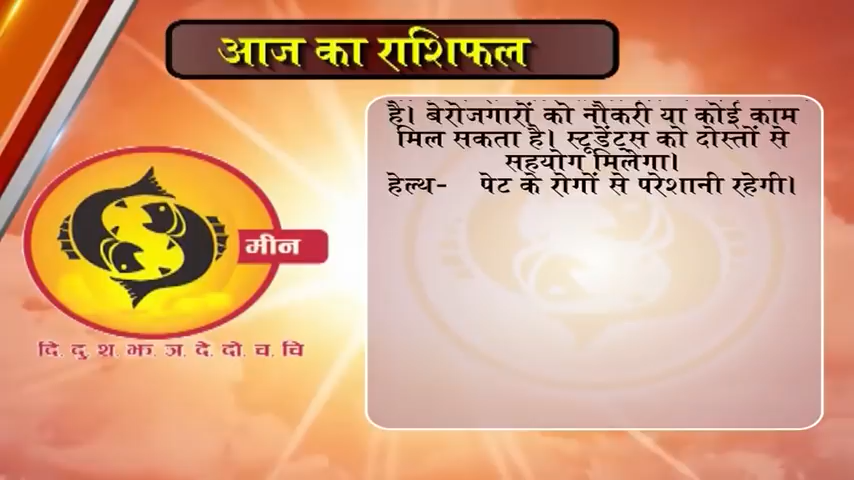 आज का राशिफल
है। बेरोजगारों को नौकरी या कोई काम
मिल सकता है। स्टूडेंट्स को दोस्तों से
सहयोग मिलेगा।
हेल्थ- पेट के रोगों से परेशानी रहेगी।
मीन
दि. दु. श. झ. ञ. दे. दो. च. चि